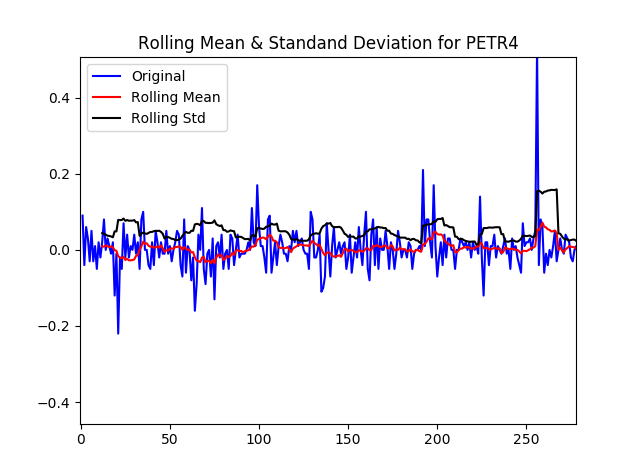 Rolling Mean & Standand Deviation for PETR4
Original
Rolling Mean
Rolling Std
0.4
0.2
0.0
−0.2
−0.4
0 50 100 150 200 250